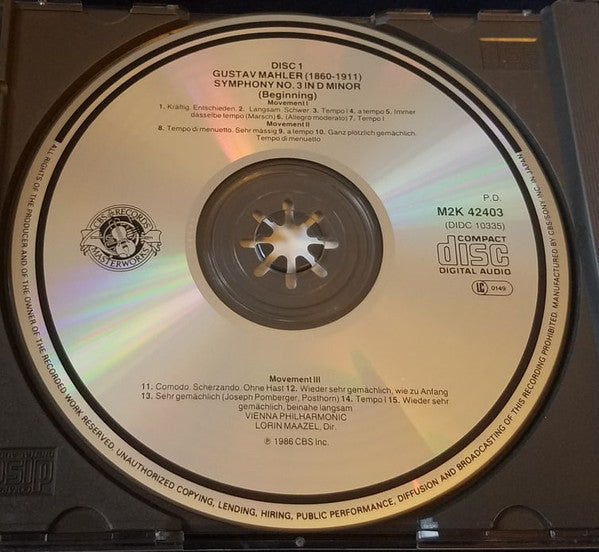 DISC 1
GUSTAV MAHLER (1860-1911)
SYMPHONY NO. 3 IN D MINOR
(Beginning)
Movement I
1. Kräftig. Entschieden. 2. Langsam. Schwer. 3. Tempo I 4. a tempo 5. Immer
dasselbe tempo (Marsch) 6. (Allegro moderato) 7. Tempo I
Movement II
8. Tempo di menuetto. Sehr mässig 9. a tempo 10. Ganz plötzlich gemächlich.
Tempo di menuetto
CBS RECORDS
MASTERWORKS
P.D.
M2K 42403
(DIDC 10335)
COMPACT
disc
DIGITAL AUDIO
LC 0149
Movement III
11. Comodo. Scherzando. Ohne Hast 12. Wieder sehr gemächlich, wie zu Anfang
13. Sehr gemächlich (Joseph Pomberger, Posthorn) 14. Tempo I 15. Wieder sehr
gemächlich, beinahe langsam
VIENNA PHILHARMONIC
LORIN MAAZEL, Dir.
℗ 1986 CBS Inc.
ALL RIGHTS OF THE PRODUCER AND OF THE OWNER OF THE RECORDED WORK RESERVED. UNAUTHORIZED COPYING, LENDING, HIRING, PUBLIC PERFORMANCE, DIFFUSION AND BROADCASTING OF THIS RECORDING PROHIBITED. MANUFACTURED BY CBS/SONY INC. IN JAPAN